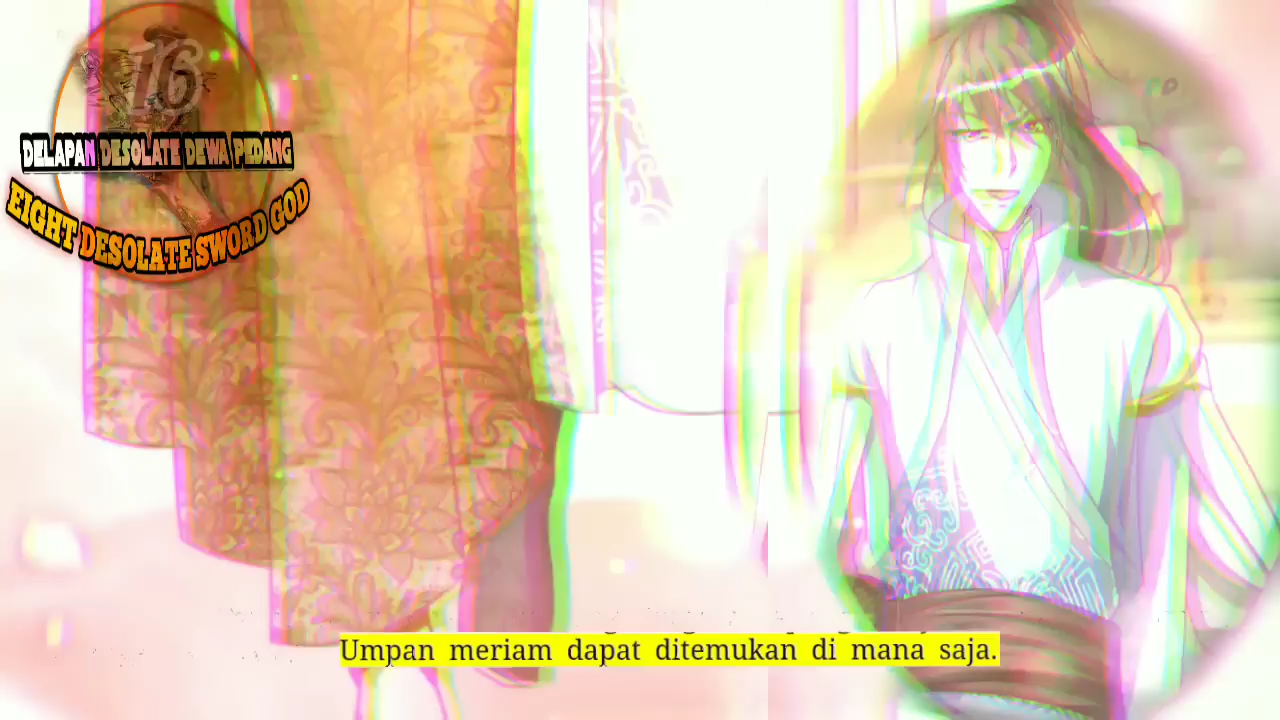 16
DELAPAN DESOLATE DEWA PEDANG
EIGHT DESOLATE SWORD GOD
Umpan meriam dapat ditemukan di mana saja.